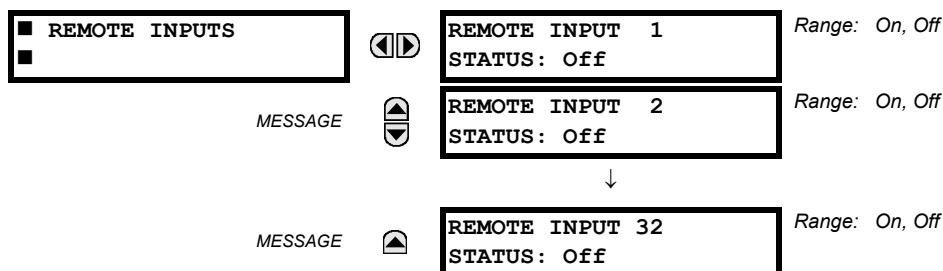 ■ REMOTE INPUTS
■
REMOTE INPUT 1
STATUS: Off
Range: On, Off
MESSAGE
REMOTE INPUT 2
STATUS: Off
Range: On, Off
↓
MESSAGE
REMOTE INPUT 32
STATUS: Off
Range: On, Off